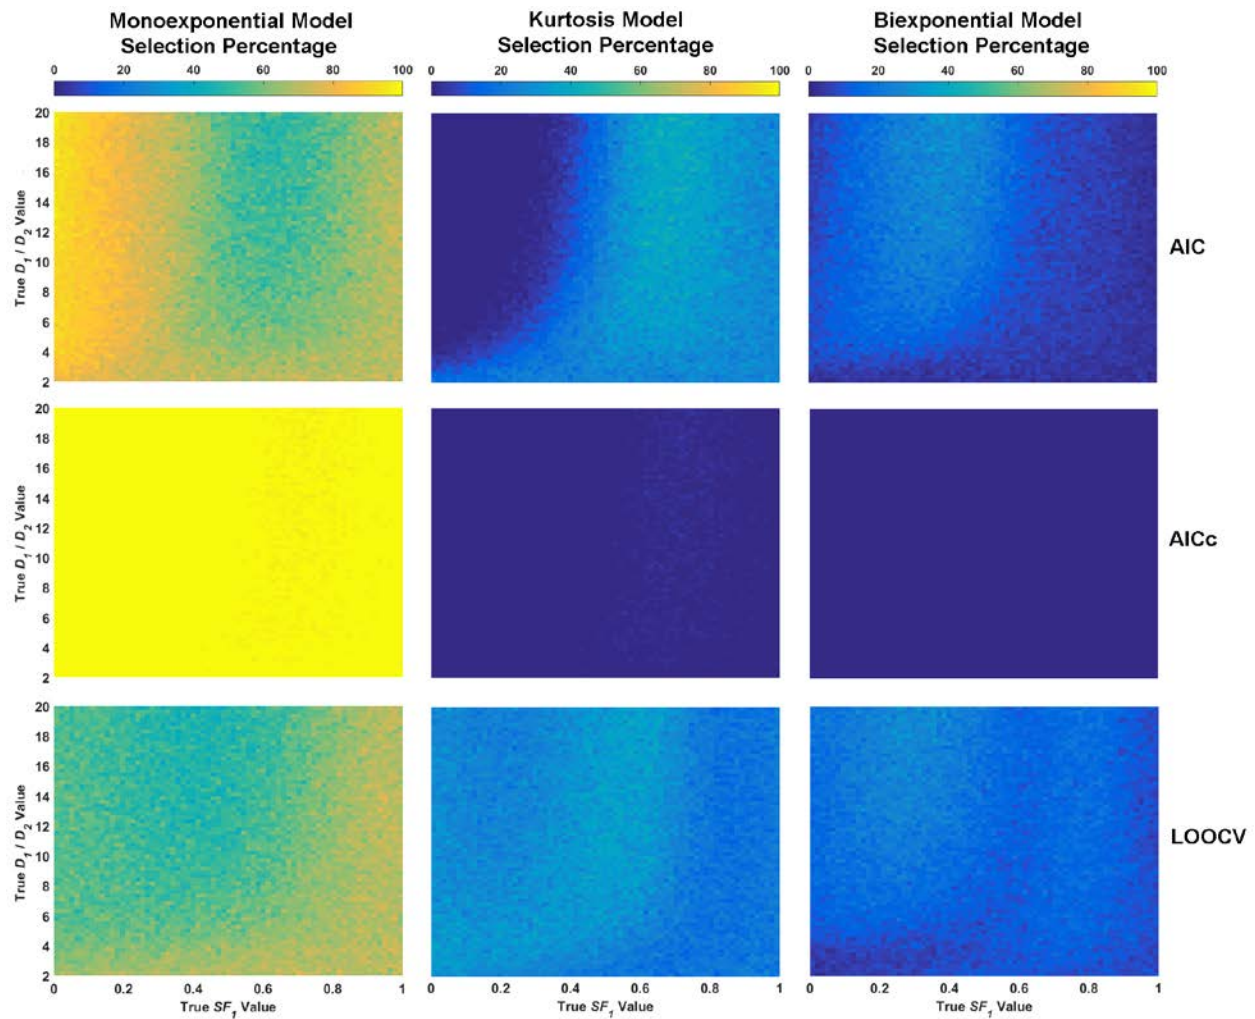 Monoexponential Model
Selection Percentage
Kurtosis Model
Selection Percentage
Biexponential Model
Selection Percentage
0 20 40 60 80 100
0 20 40 60 80 100
0 20 40 60 80 100
20
18
16
14
12
10
8
6
4
2
True D1 / D2 Value
AIC
20
18
16
14
12
10
8
6
4
2
True D1 / D2 Value
AICc
20
18
16
14
12
10
8
6
4
2
True D1 / D2 Value
LOOCV
0 0.2 0.4 0.6 0.8 1
0 0.2 0.4 0.6 0.8 1
0 0.2 0.4 0.6 0.8 1
True SF1 Value
True SF1 Value
True SF1 Value